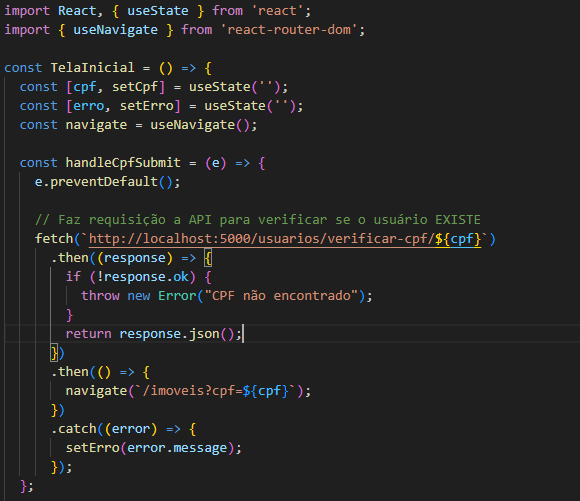 import React, { useState } from 'react';
import { useNavigate } from 'react-router-dom';
const TelaInicial = () => {
const [cpf, setCpf] = useState('');
const [erro, setErro] = useState('');
const navigate = useNavigate();
const handleCpfSubmit = (e) => {
e.preventDefault();
// Faz requisição a API para verificar se o usuário EXISTE
fetch(`http://localhost:5000/usuarios/verificar-cpf/${cpf}`)
.then((response) => {
if (!response.ok) {
throw new Error("CPF não encontrado");
}
return response.json();
})
.then(() => {
navigate(`/imoveis?cpf=${cpf}`);
})
.catch((error) => {
setErro(error.message);
});
};